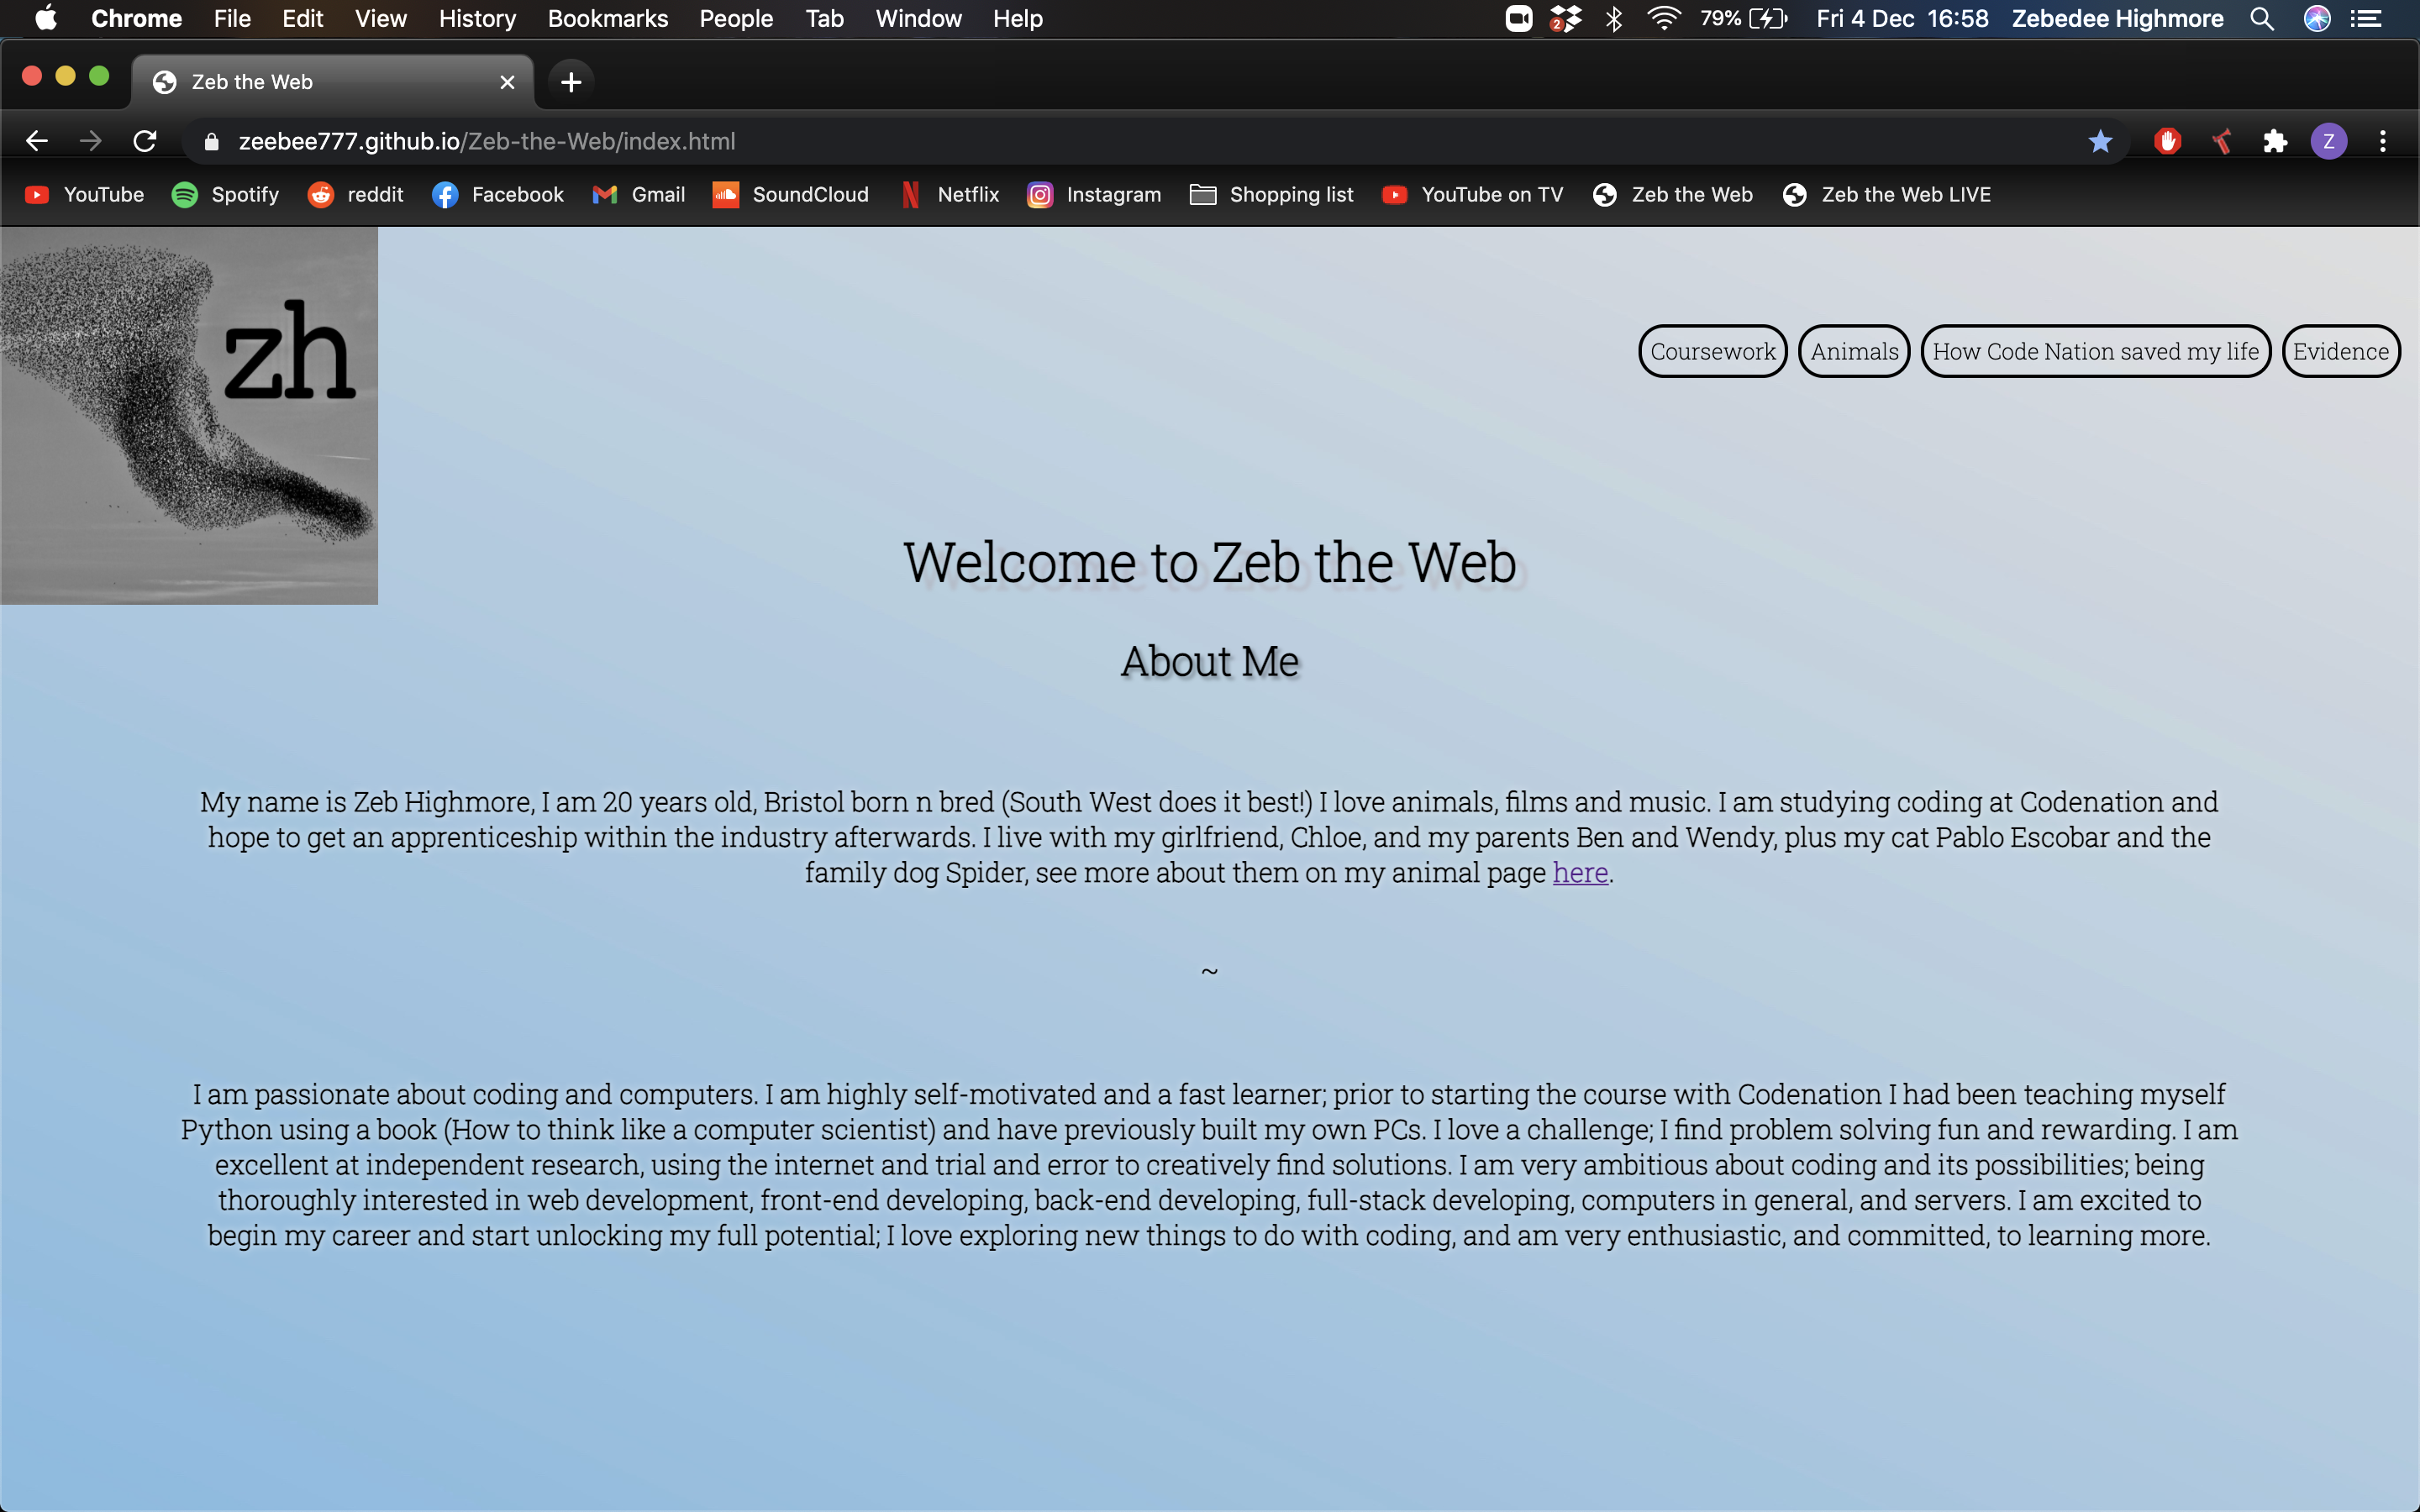 Chrome File Edit View History Bookmarks People Tab Window Help 2 79% Fri 4 Dec 16:58 Zebedee Highmore
Zeb the Web
zeebee777.github.io/Zeb-the-Web/index.html Z
YouTube Spotify reddit Facebook Gmail SoundCloud Netflix Instagram Shopping list YouTube on TV Zeb the Web Zeb the Web LIVE
zh
Coursework Animals How Code Nation saved my life Evidence
Welcome to Zeb the Web
About Me
My name is Zeb Highmore, I am 20 years old, Bristol born n bred (South West does it best!) I love animals, films and music. I am studying coding at Codenation and
hope to get an apprenticeship within the industry afterwards. I live with my girlfriend, Chloe, and my parents Ben and Wendy, plus my cat Pablo Escobar and the
family dog Spider, see more about them on my animal page here.
~
I am passionate about coding and computers. I am highly self-motivated and a fast learner; prior to starting the course with Codenation I had been teaching myself
Python using a book (How to think like a computer scientist) and have previously built my own PCs. I love a challenge; I find problem solving fun and rewarding. I am
excellent at independent research, using the internet and trial and error to creatively find solutions. I am very ambitious about coding and its possibilities; being
thoroughly interested in web development, front-end developing, back-end developing, full-stack developing, computers in general, and servers. I am excited to
begin my career and start unlocking my full potential; I love exploring new things to do with coding, and am very enthusiastic, and committed, to learning more.